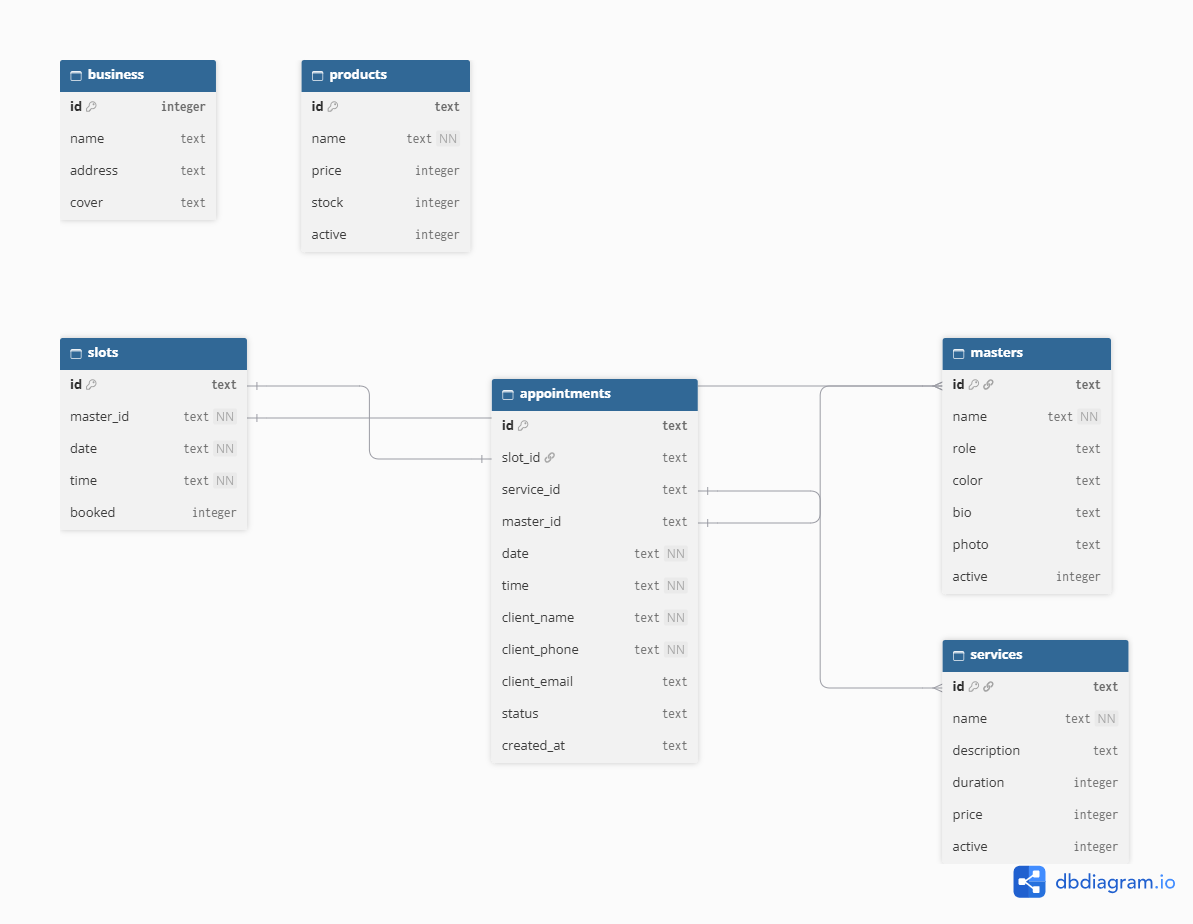 business
id integer
name text
address text
cover text
products
id text
name text NN
price integer
stock integer
active integer
slots
id text
master_id text NN
date text NN
time text NN
booked integer
appointments
id text
slot_id text
service_id text
master_id text
date text NN
time text NN
client_name text NN
client_phone text NN
client_email text
status text
created_at text
masters
id text
name text NN
role text
color text
bio text
photo text
active integer
services
id text
name text NN
description text
duration integer
price integer
active integer
dbdiagram.io